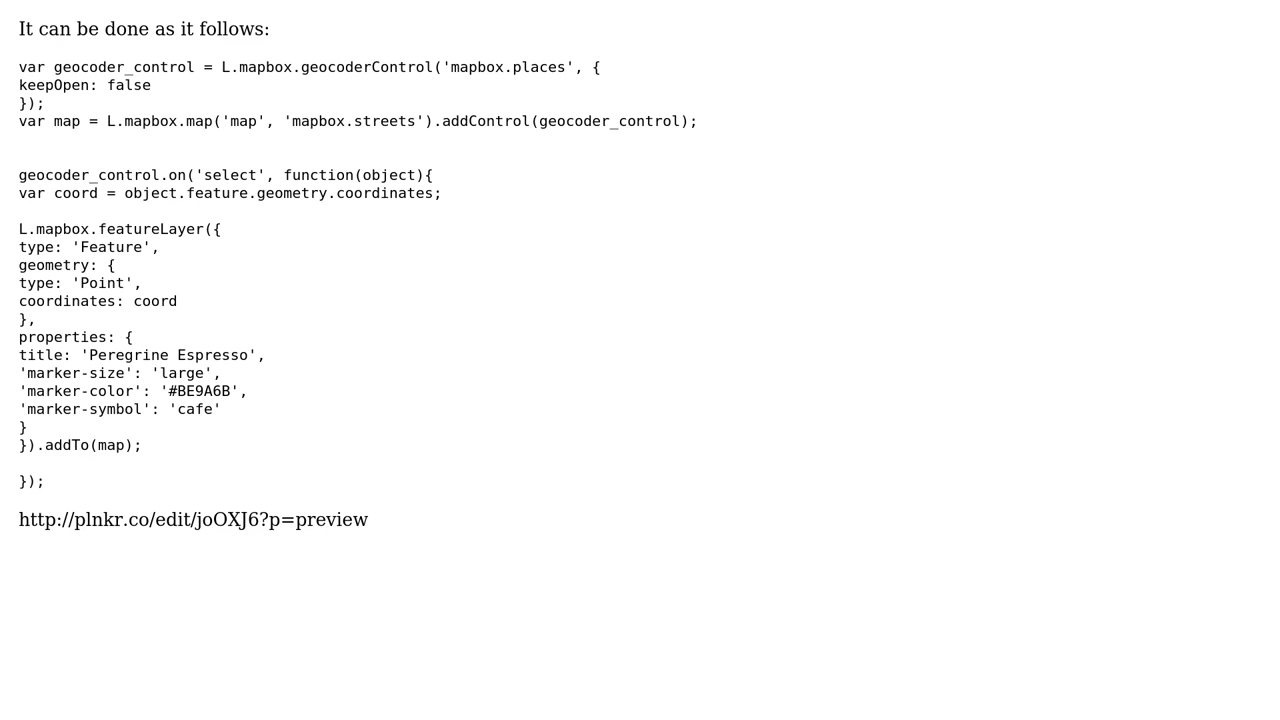 It can be done as it follows:
var geocoder_control = L.mapbox.geocoderControl('mapbox.places', {
keepOpen: false
});
var map = L.mapbox.map('map', 'mapbox.streets').addControl(geocoder_control);
geocoder_control.on('select', function(object){
var coord = object.feature.geometry.coordinates;
L.mapbox.featureLayer({
type: 'Feature',
geometry: {
type: 'Point',
coordinates: coord
},
properties: {
title: 'Peregrine Espresso',
'marker-size': 'large',
'marker-color': '#BE9A6B',
'marker-symbol': 'cafe'
}
}).addTo(map);
});
http://plnkr.co/edit/joOXJ6?p=preview